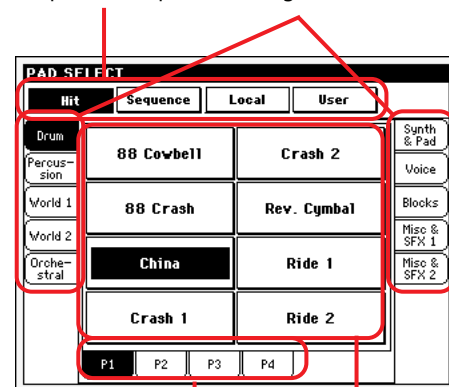 PAD SELECT
Hit Sequence Local User
Drum
Percus-
sion
World 1
World 2
Orche-
stral
88 Cowbell Crash 2
88 Crash Rev. Cymbal
China Ride 1
Crash 1 Ride 2
Synth
& Pad
Voice
Blocks
Misc &
SFX 1
Misc &
SFX 2
P1 P2 P3 P4